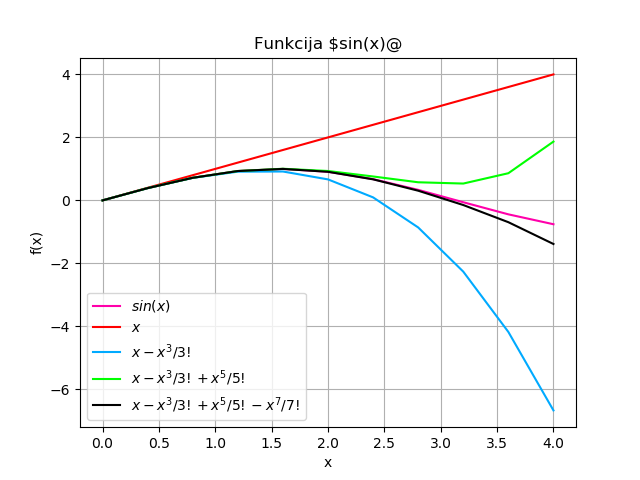 Funkcija $sin(x)@
f(x)
4
2
0
−2
−4
−6
sin(x)
x
x − x³/3!
x − x³/3! + x⁵/5!
x − x³/3! + x⁵/5! − x⁷/7!
0.0 0.5 1.0 1.5 2.0 2.5 3.0 3.5 4.0
x